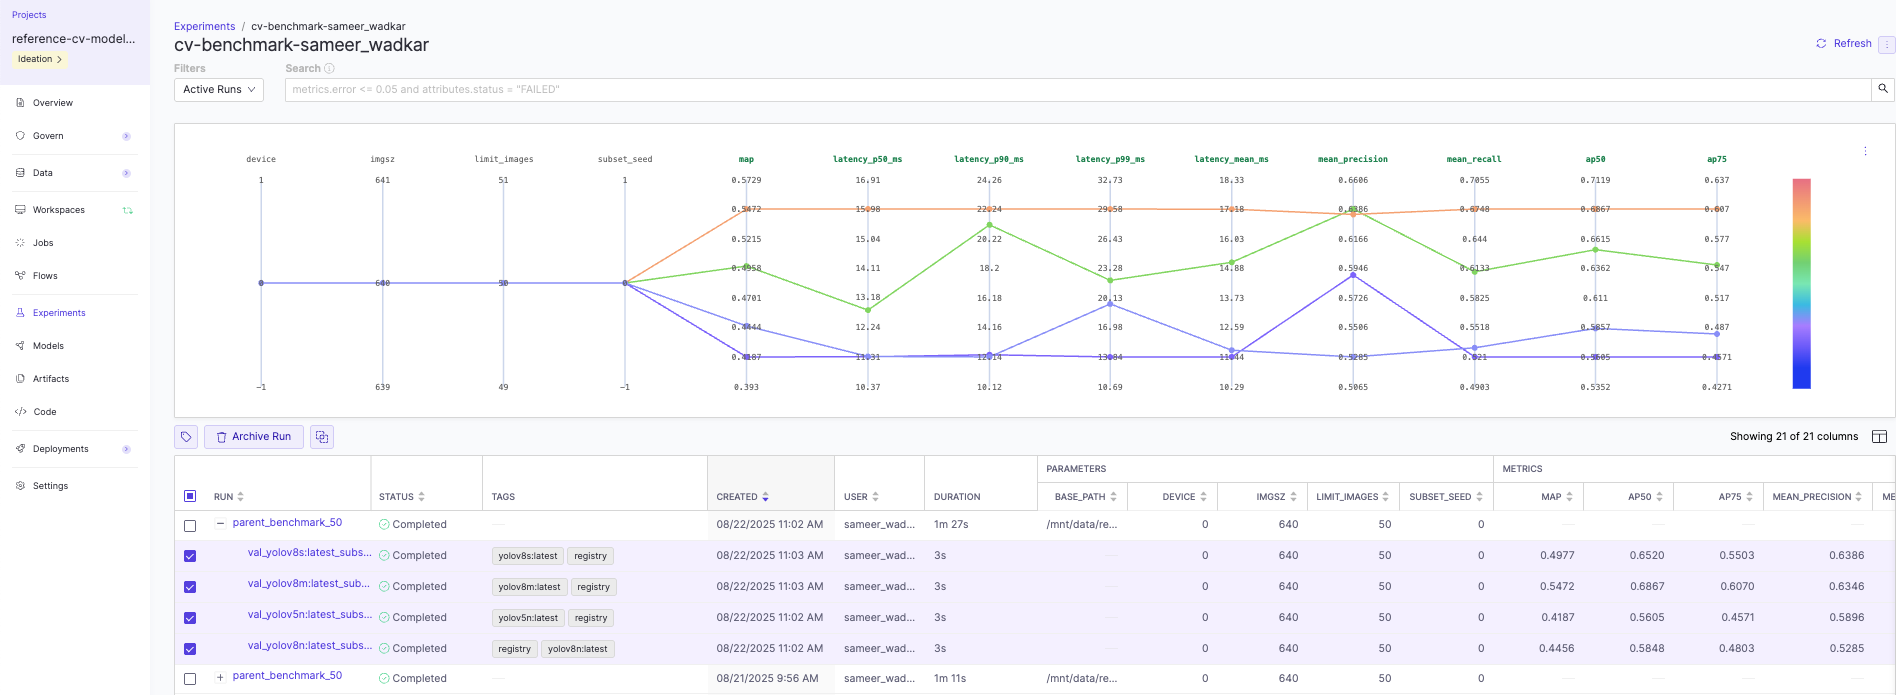 Projects
reference-cv-model...
Ideation
Overview
Govern
Data
Workspaces
Jobs
Flows
Experiments
Models
Artifacts
Code
Deployments
Settings
Experiments / cv-benchmark-sameer_wadkar
cv-benchmark-sameer_wadkar
Refresh
Filters Search
Active Runs metrics.error <= 0.05 and attributes.status = "FAILED"
device imgsz limit_images subset_seed map latency_p50_ms latency_p90_ms latency_p99_ms latency_mean_ms mean_precision mean_recall ap50 ap75
1 641 51 1 0.5729 16.91 24.26 32.73 18.33 0.6606 0.7055 0.7119 0.637
0.5472 15.98 22.24 29.58 17.18 0.6386 0.6748 0.6867 0.607
0.5215 15.04 20.22 26.43 16.03 0.6166 0.644 0.6615 0.577
0.4958 14.11 18.2 23.28 14.88 0.5946 0.6133 0.6362 0.547
0 640 50 0
0.4701 13.18 16.18 20.13 13.73 0.5726 0.5825 0.611 0.517
0.4444 12.24 14.16 16.98 12.59 0.5506 0.5518 0.5857 0.487
0.4187 11.31 12.14 13.84 11.44 0.5285 0.521 0.5605 0.4571
−1 639 49 −1 0.393 10.37 10.12 10.69 10.29 0.5065 0.4903 0.5352 0.4271
Archive Run
Showing 21 of 21 columns
PARAMETERS METRICS
RUN STATUS TAGS CREATED USER DURATION BASE_PATH DEVICE IMGSZ LIMIT_IMAGES SUBSET_SEED MAP AP50 AP75 MEAN_PRECISION ME
parent_benchmark_50 Completed 08/22/2025 11:02 AM sameer_wad... 1m 27s /mnt/data/re... 0 640 50 0
val_yolov8s:latest_subs... Completed yolov8s:latest registry 08/22/2025 11:03 AM sameer_wad... 3s 0 640 50 0 0.4977 0.6520 0.5503 0.6386
val_yolov8m:latest_sub... Completed yolov8m:latest registry 08/22/2025 11:03 AM sameer_wad... 3s 0 640 50 0 0.5472 0.6867 0.6070 0.6346
val_yolov5n:latest_subs... Completed yolov5n:latest registry 08/22/2025 11:02 AM sameer_wad... 3s 0 640 50 0 0.4187 0.5605 0.4571 0.5896
val_yolov8n:latest_subs... Completed registry yolov8n:latest 08/22/2025 11:02 AM sameer_wad... 3s 0 640 50 0 0.4456 0.5848 0.4803 0.5285
parent_benchmark_50 Completed 08/21/2025 9:56 AM sameer_wad... 1m 11s /mnt/data/re... 0 640 50 0